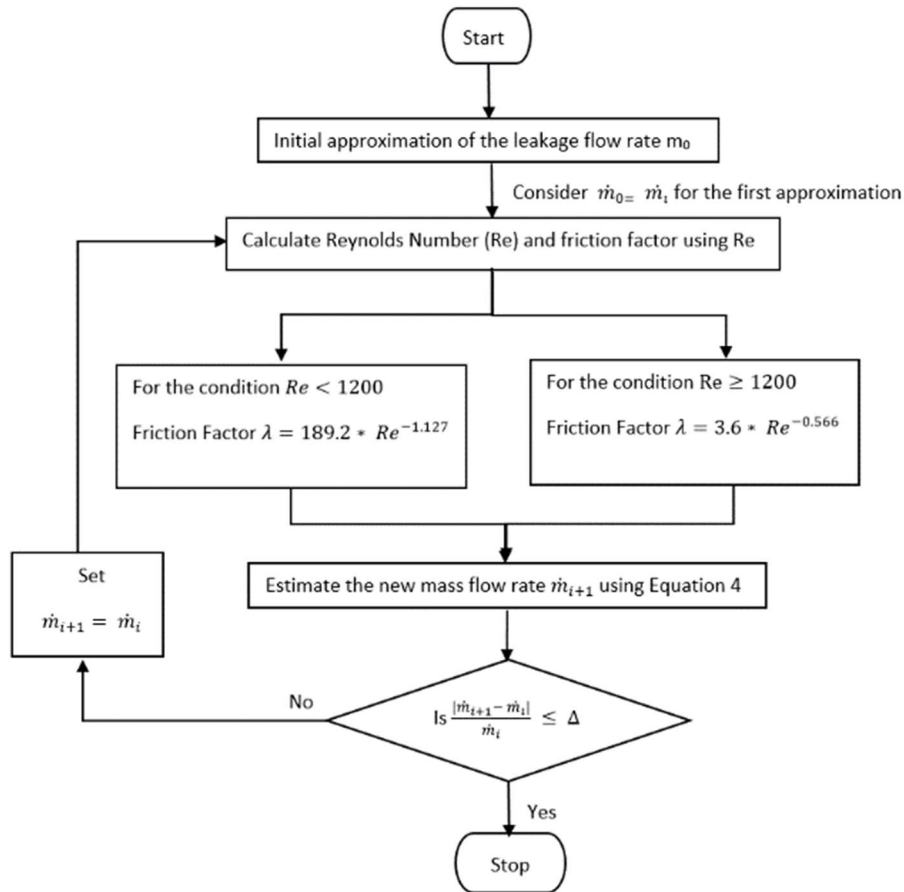 Start
Initial approximation of the leakage flow rate m₀
Consider ṁ₀₌ ṁᵢ for the first approximation
Calculate Reynolds Number (Re) and friction factor using Re
For the condition Re < 1200
Friction Factor λ = 189.2 * Re^−1.127
For the condition Re ≥ 1200
Friction Factor λ = 3.6 * Re^−0.566
Set
ṁᵢ₊₁ = ṁᵢ
Estimate the new mass flow rate ṁᵢ₊₁ using Equation 4
No
Is |ṁᵢ₊₁− ṁᵢ| / ṁᵢ ≤ Δ
Yes
Stop